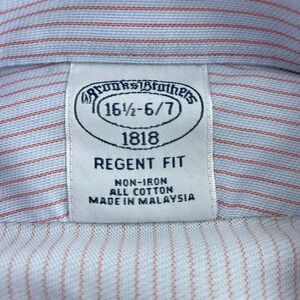 Brooks Brothers
16½-6/7
1818
REGENT FIT
NON-IRON
ALL COTTON
MADE IN MALAYSIA